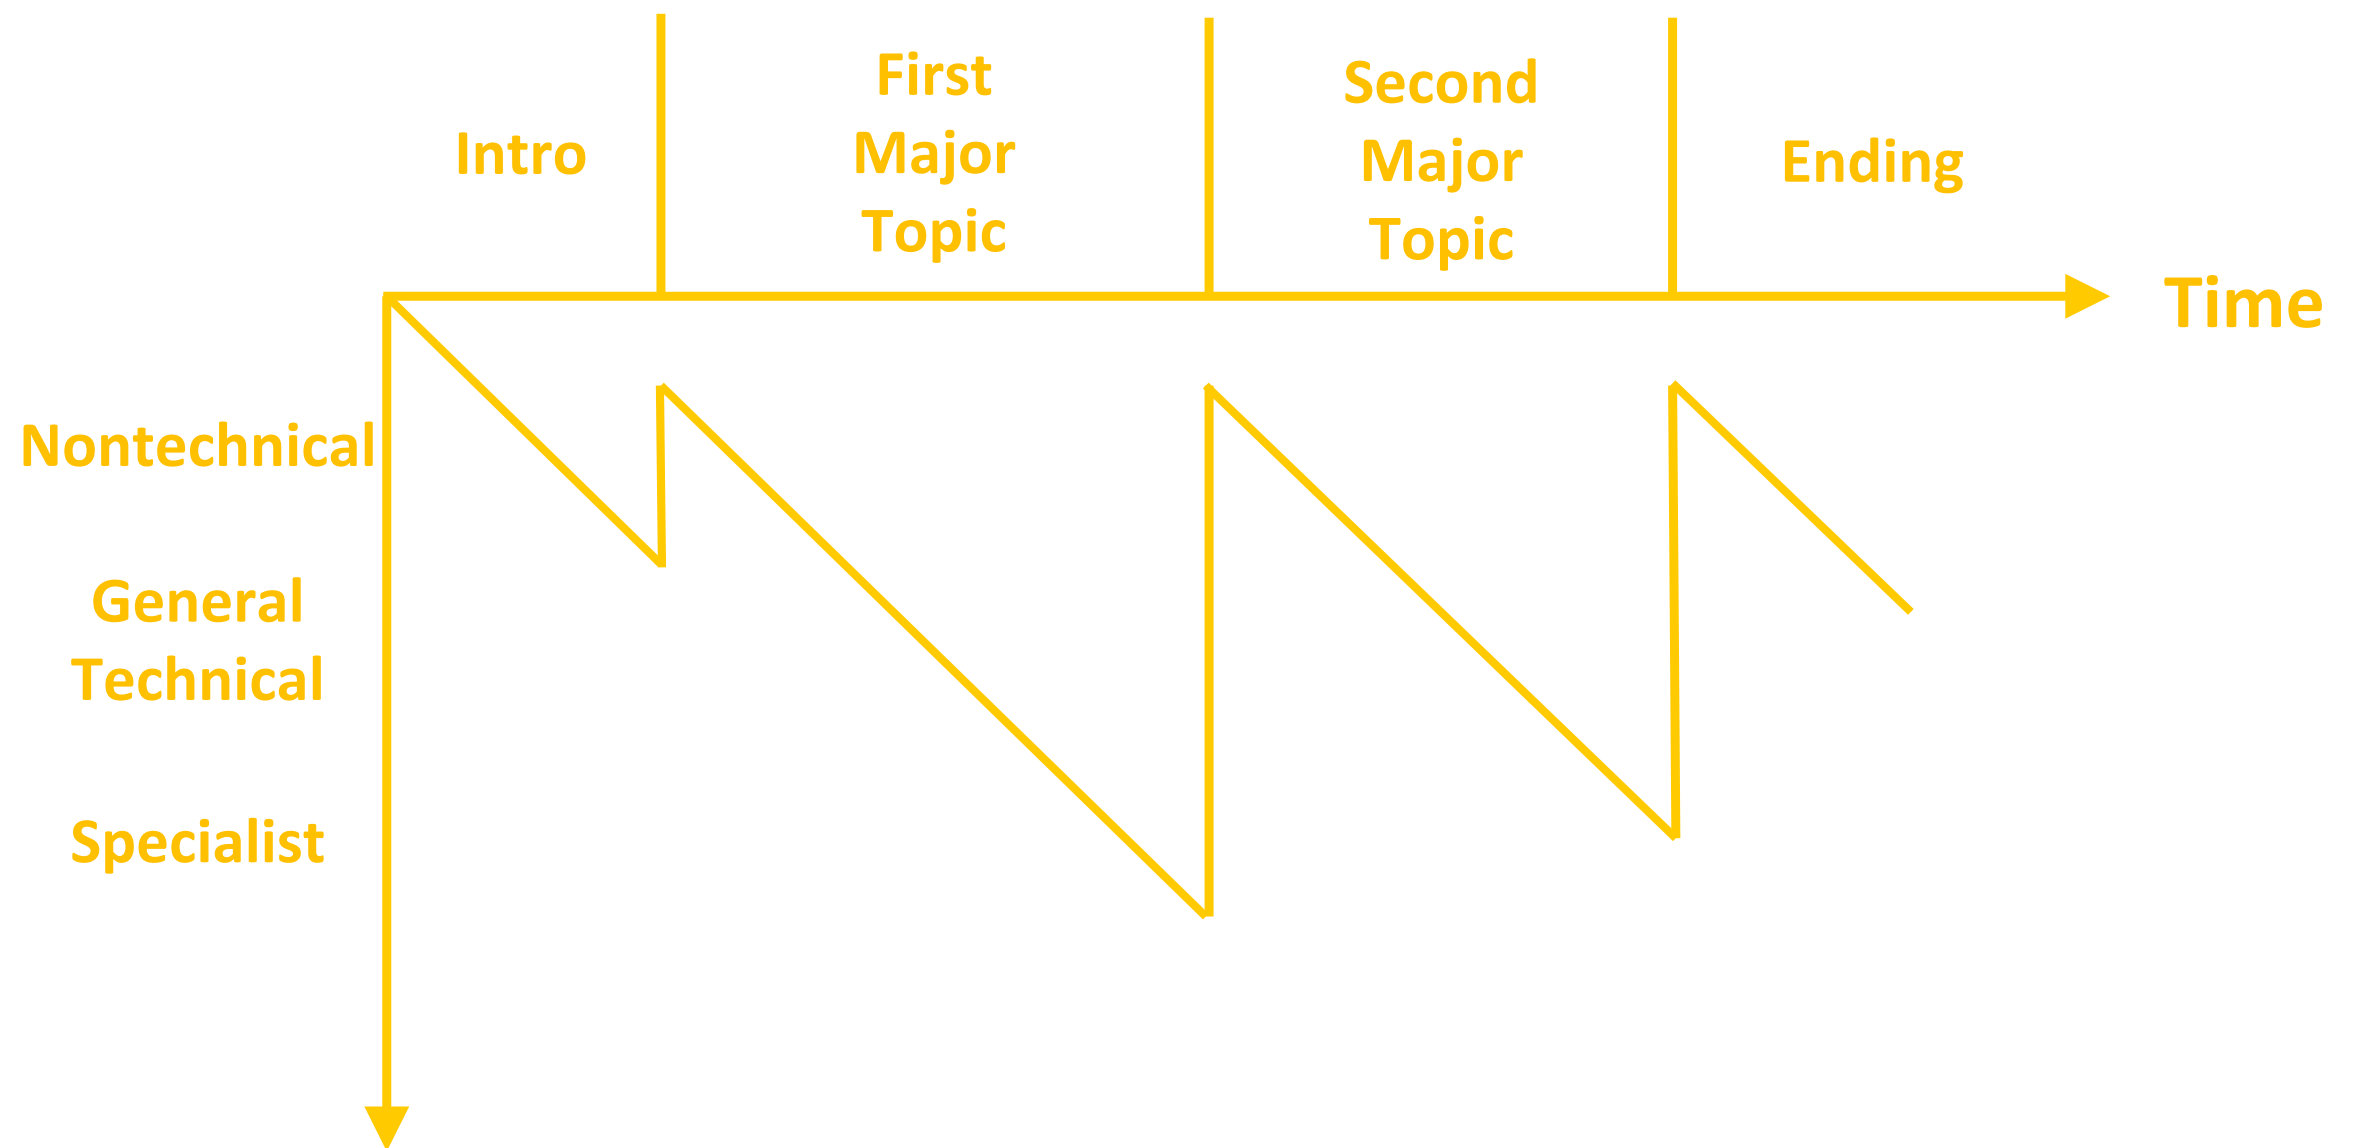 Intro
First
Major
Topic
Second
Major
Topic
Ending
Time
Nontechnical
General
Technical
Specialist